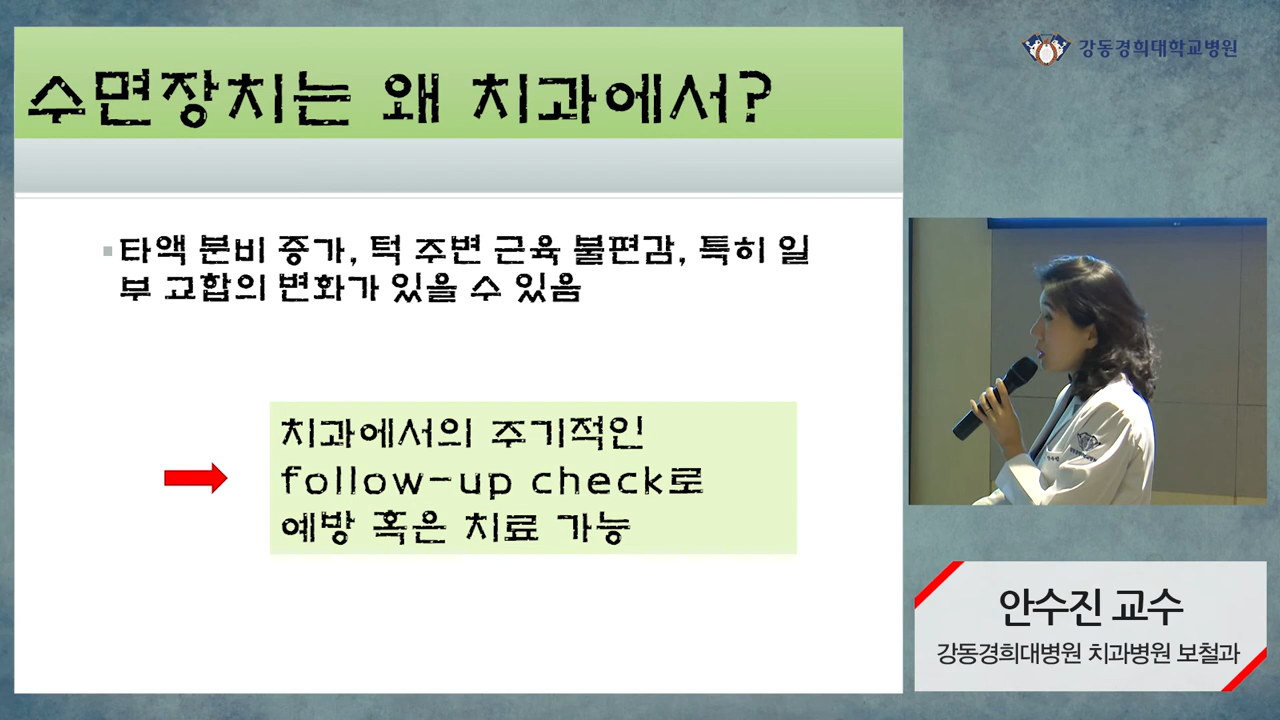 수면장치는 왜 치과에서?
타액 분비 증가, 턱 주변 근육 불편감, 특히 일
부 교합의 변화가 있을 수 있음
치과에서의 주기적인
follow-up check로
예방 혹은 치료 가능
강동경희대학교병원
안수진 교수
강동경희대병원 치과병원 보철과